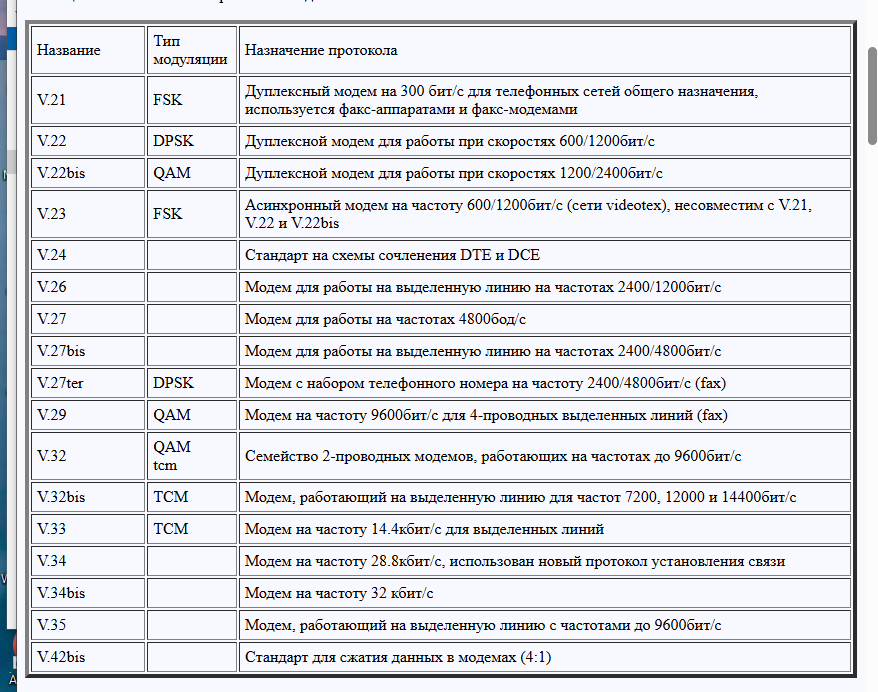 Название
Тип
модуляции
Назначение протокола
V.21
FSK
Дуплексный модем на 300 бит/с для телефонных сетей общего назначения,
используется факс-аппаратами и факс-модемами
V.22
DPSK
Дуплексной модем для работы при скоростях 600/1200бит/с
V.22bis
QAM
Дуплексной модем для работы при скоростях 1200/2400бит/с
V.23
FSK
Асинхронный модем на частоту 600/1200бит/с (сети videotex), несовместим с V.21,
V.22 и V.22bis
V.24
Стандарт на схемы сочленения DTE и DCE
V.26
Модем для работы на выделенную линию на частотах 2400/1200бит/с
V.27
Модем для работы на частотах 4800бод/с
V.27bis
Модем для работы на выделенную линию на частотах 2400/4800бит/с
V.27ter
DPSK
Модем с набором телефонного номера на частоту 2400/4800бит/с (fax)
V.29
QAM
Модем на частоту 9600бит/с для 4-проводных выделенных линий (fax)
V.32
QAM
tcm
Семейство 2-проводных модемов, работающих на частотах до 9600бит/с
V.32bis
TCM
Модем, работающий на выделенную линию для частот 7200, 12000 и 14400бит/с
V.33
TCM
Модем на частоту 14.4кбит/с для выделенных линий
V.34
Модем на частоту 28.8кбит/с, использован новый протокол установления связи
V.34bis
Модем на частоту 32 кбит/с
V.35
Модем, работающий на выделенную линию с частотами до 9600бит/с
V.42bis
Стандарт для сжатия данных в модемах (4:1)